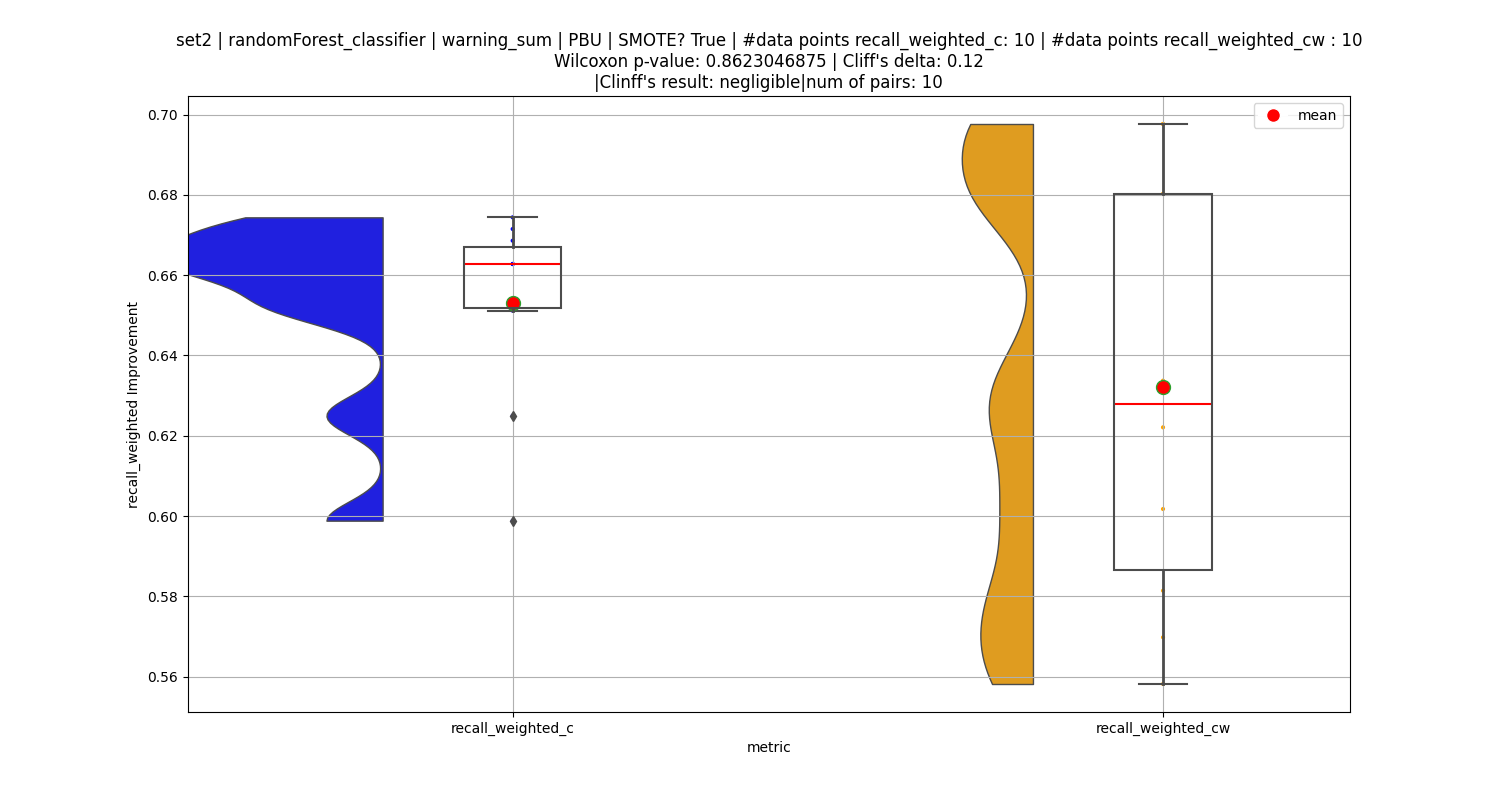 set2 | randomForest_classifier | warning_sum | PBU | SMOTE? True | #data points recall_weighted_c: 10 | #data points recall_weighted_cw : 10
Wilcoxon p-value: 0.8623046875 | Cliff's delta: 0.12
|Clinff's result: negligible|num of pairs: 10
mean
0.70
0.68
0.66
0.64
0.62
0.60
0.58
0.56
recall_weighted Improvement
recall_weighted_c
recall_weighted_cw
metric